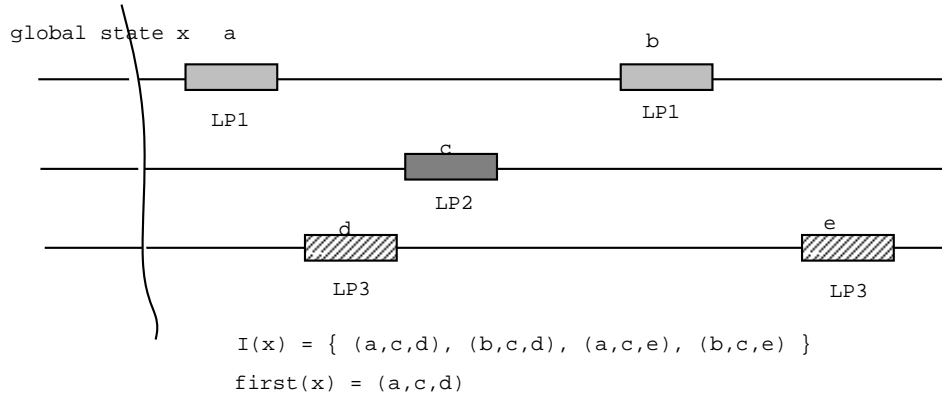 global state x a
b
LP1
LP1
c
LP2
d
e
LP3
LP3
I(x) = { (a,c,d), (b,c,d), (a,c,e), (b,c,e) }
first(x) = (a,c,d)